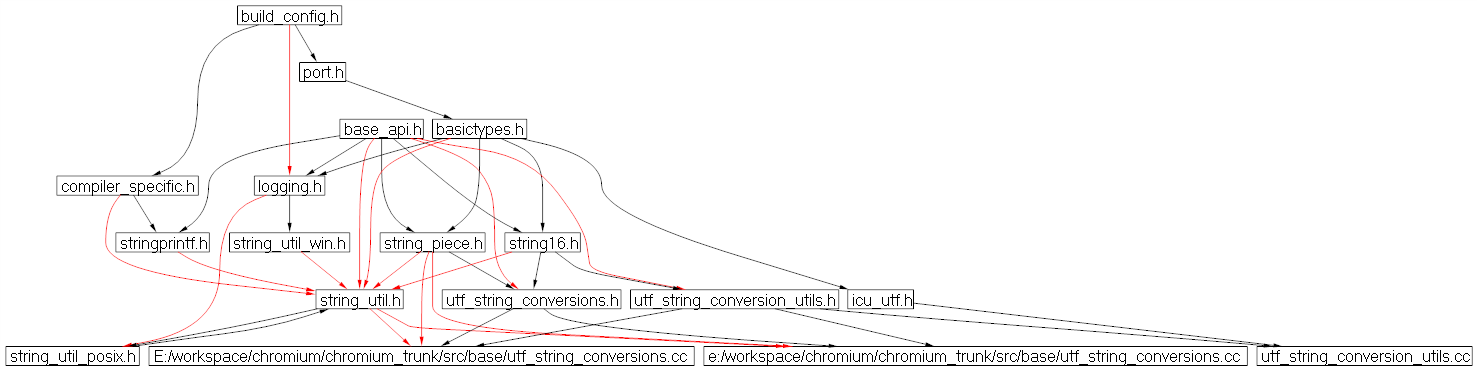 build_config.h
port.h
base_api.h
basictypes.h
compiler_specific.h
logging.h
stringprintf.h
string_util_win.h
string_piece.h
string16.h
string_util.h
utf_string_conversions.h
utf_string_conversion_utils.h
icu_utf.h
string_util_posix.h
E:/workspace/chromium/chromium_trunk/src/base/utf_string_conversions.cc
e:/workspace/chromium/chromium_trunk/src/base/utf_string_conversions.cc
utf_string_conversion_utils.cc